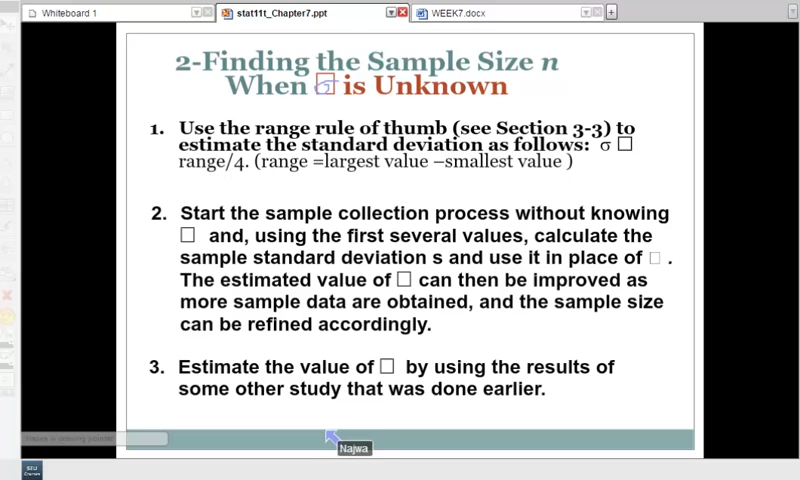 Whiteboard 1
stat11t_Chapter7.ppt
WEEK7.docx
2-Finding the Sample Size n
When σ is Unknown
1. Use the range rule of thumb (see Section 3-3) to
estimate the standard deviation as follows: σ □
range/4. (range =largest value –smallest value )
2. Start the sample collection process without knowing
□ and, using the first several values, calculate the
sample standard deviation s and use it in place of □ .
The estimated value of □ can then be improved as
more sample data are obtained, and the sample size
can be refined accordingly.
3. Estimate the value of □ by using the results of
some other study that was done earlier.
Najwa
SEU